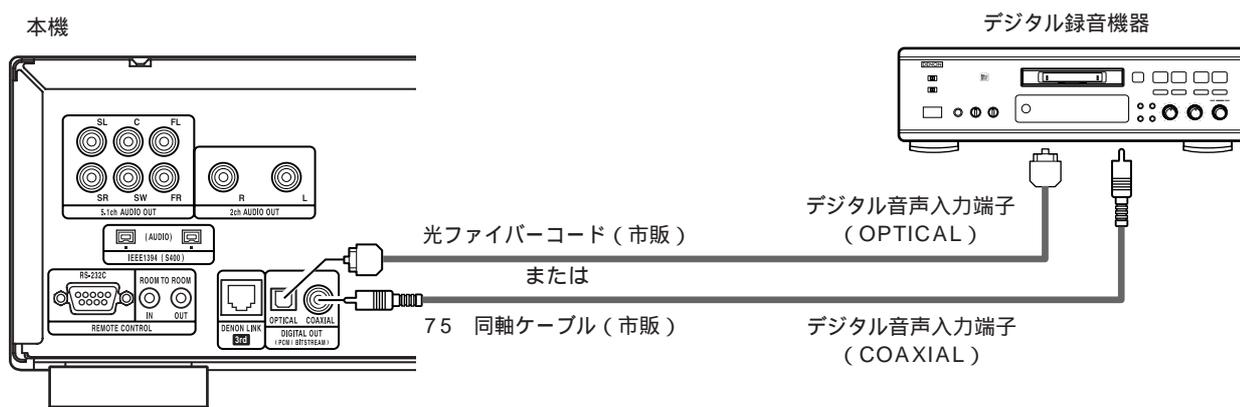 本機
デジタル録音機器
DENON
SL C FL
SR SW FR
R L
5.1ch AUDIO OUT
2ch AUDIO OUT
(AUDIO)
IEEE1394 (S400)
RS-232C
ROOM TO ROOM
IN OUT
REMOTE CONTROL
DENON LINK
3rd
OPTICAL COAXIAL
DIGITAL OUT
(PCM / BITSTREAM)
光ファイバーコード(市販)
または
75 同軸ケーブル(市販)
デジタル音声入力端子
(OPTICAL)
デジタル音声入力端子
(COAXIAL)